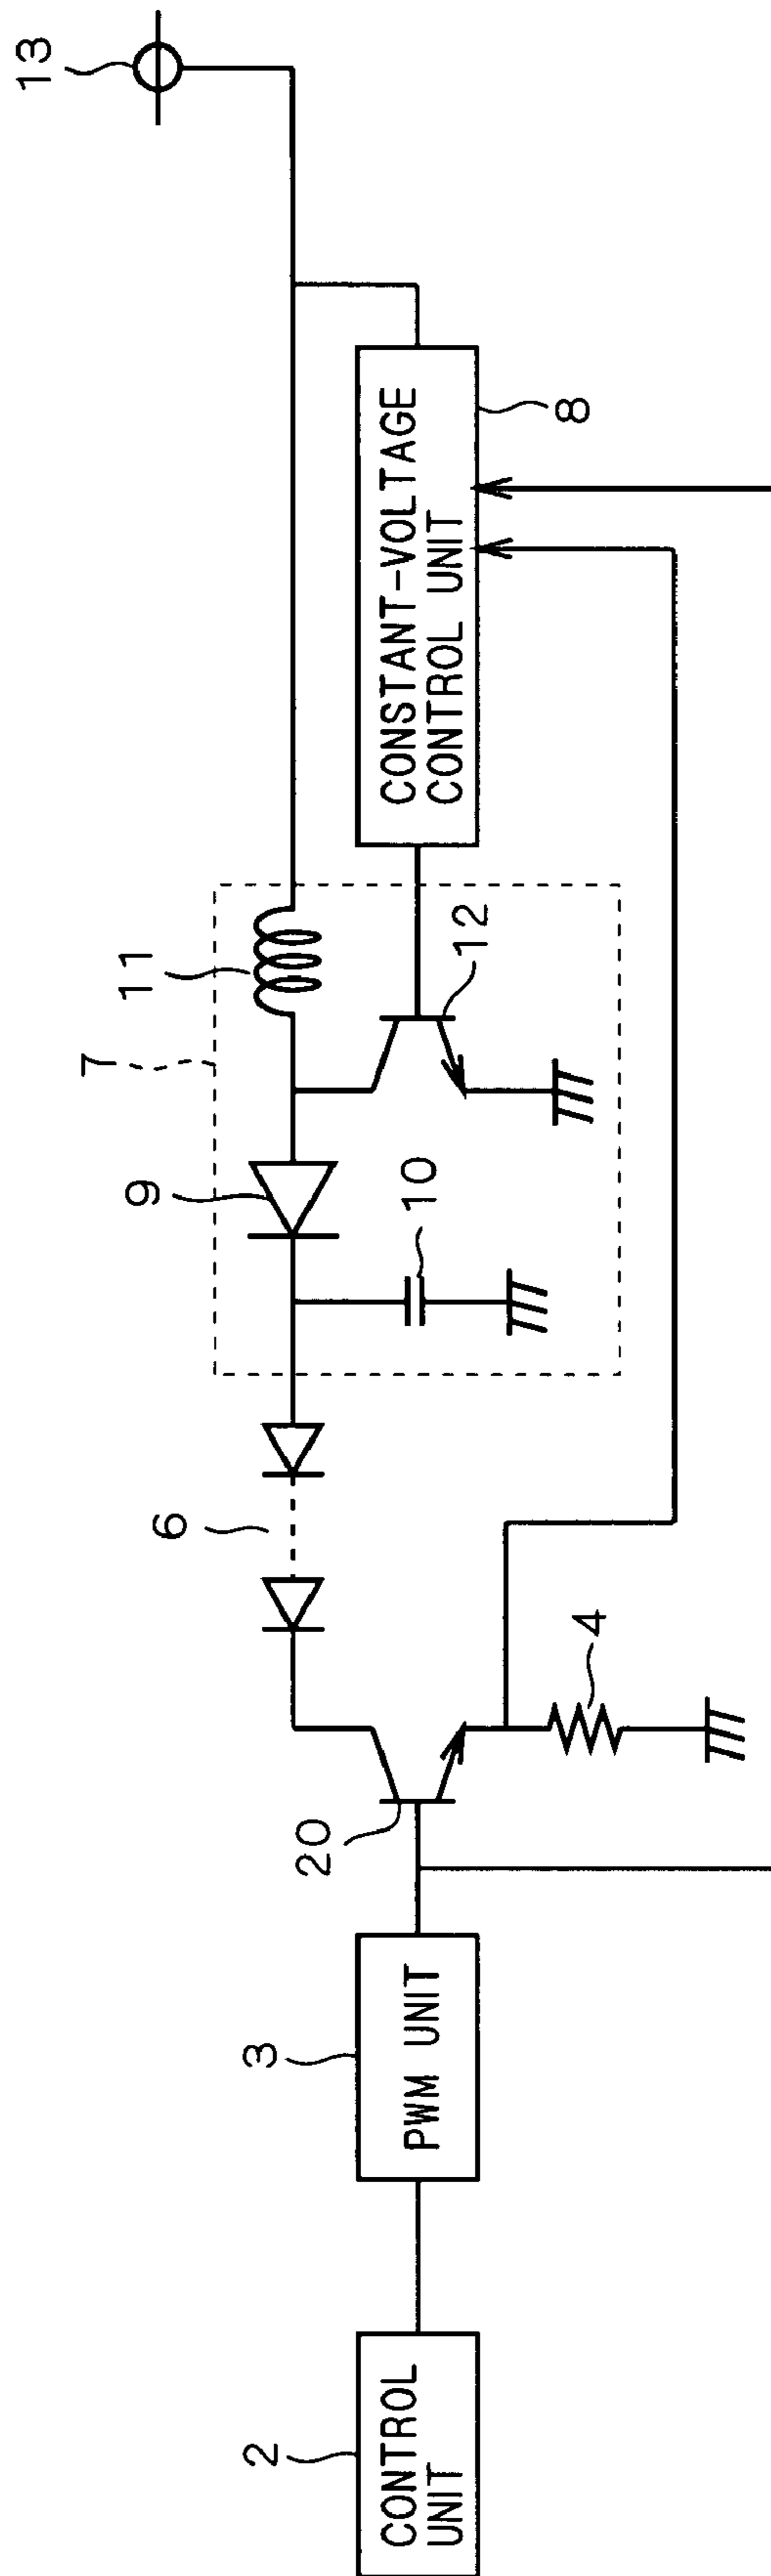 13
11
7
9
6
CONSTANT-VOLTAGE
CONTROL UNIT
8
12
10
20
4
3
PWM UNIT
2
CONTROL
UNIT